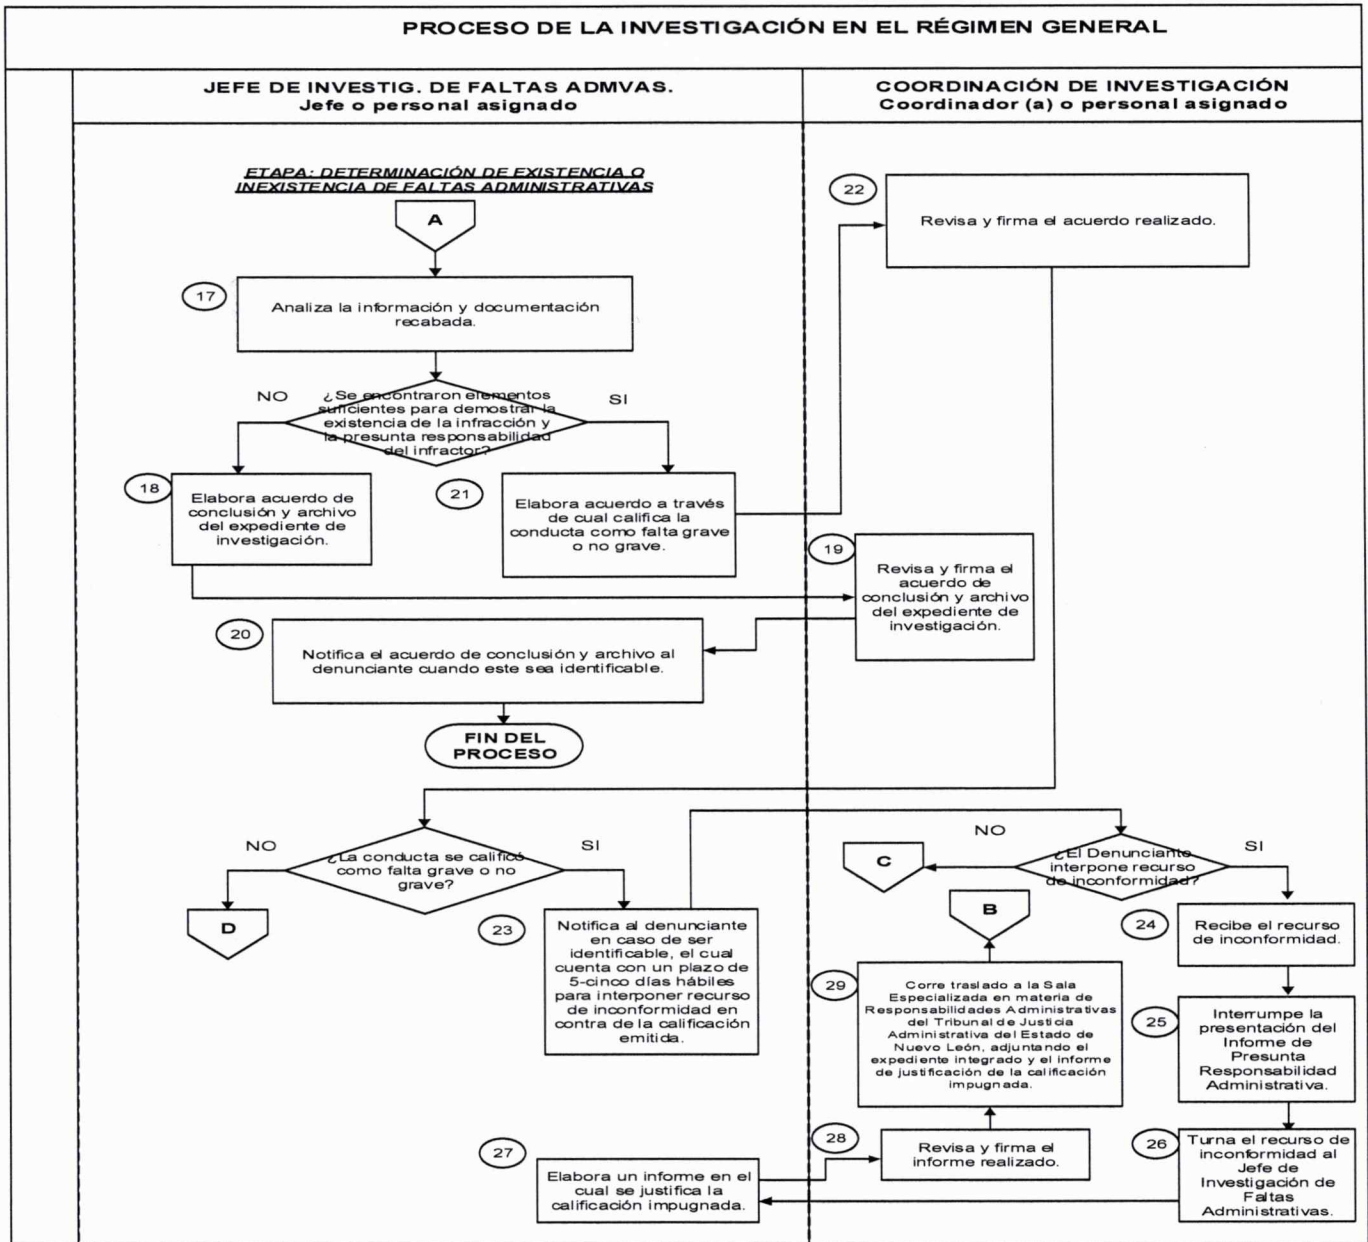 PROCESO DE LA INVESTIGACIÓN EN EL RÉGIMEN GENERAL
JEFE DE INVESTIG. DE FALTAS ADMVAS.
Jefe o personal asignado
COORDINACIÓN DE INVESTIGACIÓN
Coordinador (a) o personal asignado
ETAPA: DETERMINACIÓN DE EXISTENCIA O
INEXISTENCIA DE FALTAS ADMINISTRATIVAS
A
22
Revisa y firma el acuerdo realizado.
17
Analiza la información y documentación
recabada.
NO
¿Se encontraron elementos
suficientes para demostrar la
existencia de la infracción y
la presunta responsabilidad
del infractor?
SI
18
Elabora acuerdo de
conclusión y archivo
del expediente de
investigación.
21
Elabora acuerdo a través
de cual califica la
conducta como falta grave
o no grave.
19
Revisa y firma el
acuerdo de
conclusión y archivo
del expediente de
investigación.
20
Notifica el acuerdo de conclusión y archivo al
denunciante cuando este sea identificable.
FIN DEL
PROCESO
NO
¿La conducta se calificó
como falta grave o no
grave?
SI
D
23
Notifica al denunciante
en caso de ser
identificable, el cual
cuenta con un plazo de
5-cinco días hábiles
para interponer recurso
de inconformidad en
contra de la calificación
emitida.
NO
¿El Denunciante
interpone recurso
de inconformidad?
SI
C
B
24
Recibe el recurso
de inconformidad.
29
Corre traslado a la Sala
Especializada en materia de
Responsabilidades Administrativas
del Tribunal de Justicia
Administrativa del Estado de
Nuevo León, adjuntando el
expediente integrado y el informe
de justificación de la calificación
impugnada.
25
Interrumpe la
presentación del
Informe de
Presunta
Responsabilidad
Administrativa.
26
Turna el recurso de
inconformidad al
Jefe de
Investigación de
Faltas
Administrativas.
28
Revisa y firma el
informe realizado.
27
Elabora un informe en el
cual se justifica la
calificación impugnada.